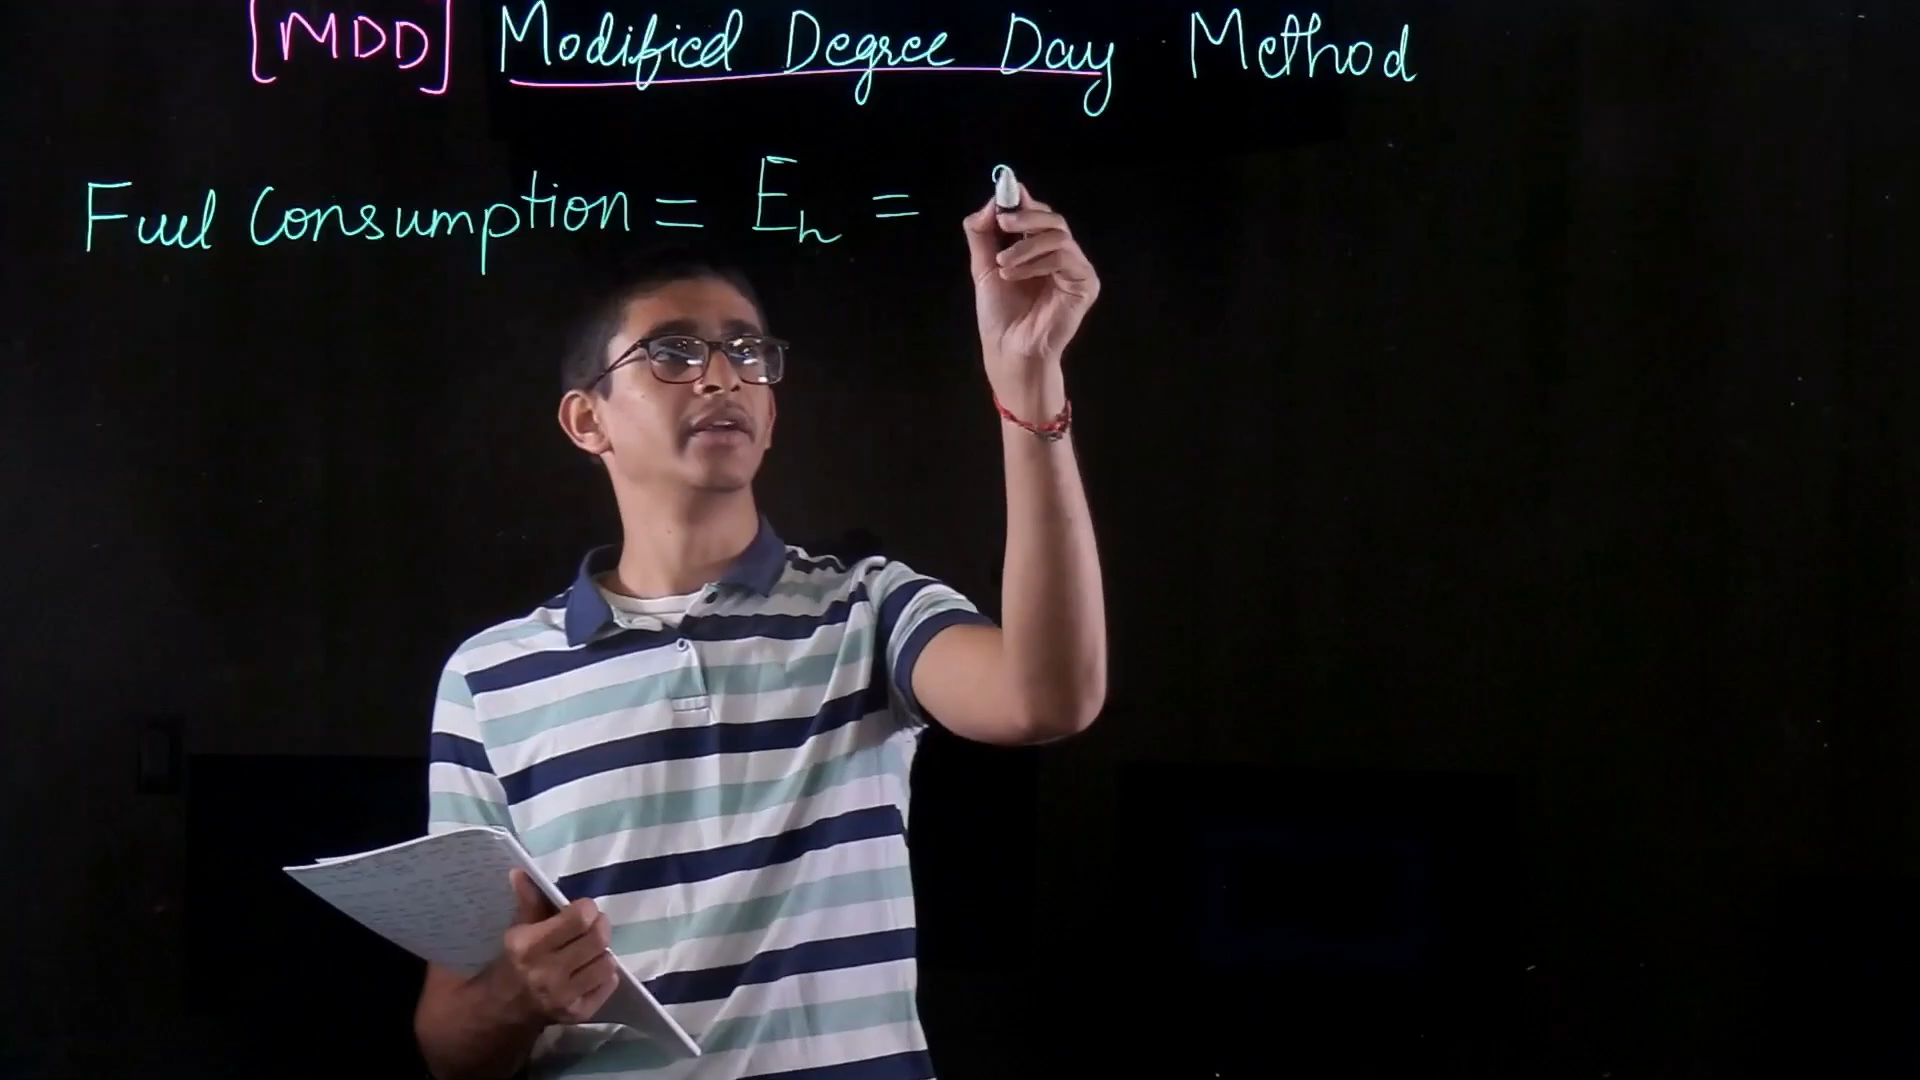 [MDD] Modified Degree Day Method
Fuel Consumption = Eh =